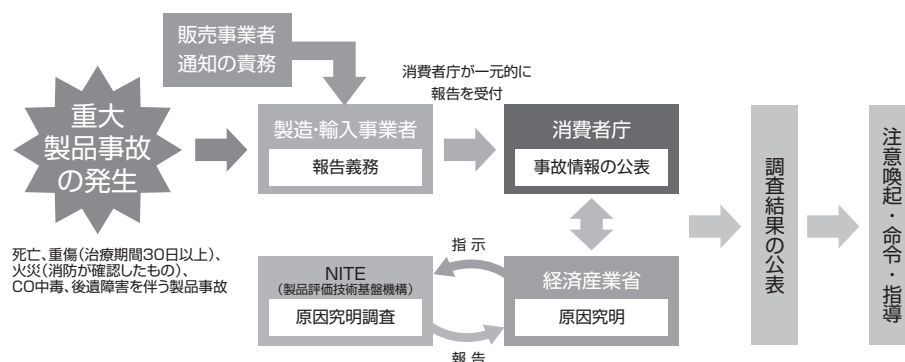 販売事業者
通知の責務
消費者庁が一元的に
報告を受付
重大
製品事故
の発生
製造・輸入事業者
報告義務
消費者庁
事故情報の公表
死亡、重傷（治療期間30日以上）、
火災（消防が確認したもの）、
CO中毒、後遺障害を伴う製品事故
指示
NITE
（製品評価技術基盤機構）
原因究明調査
経済産業省
原因究明
報告
調査結果の公表
注意喚起・命令・指導